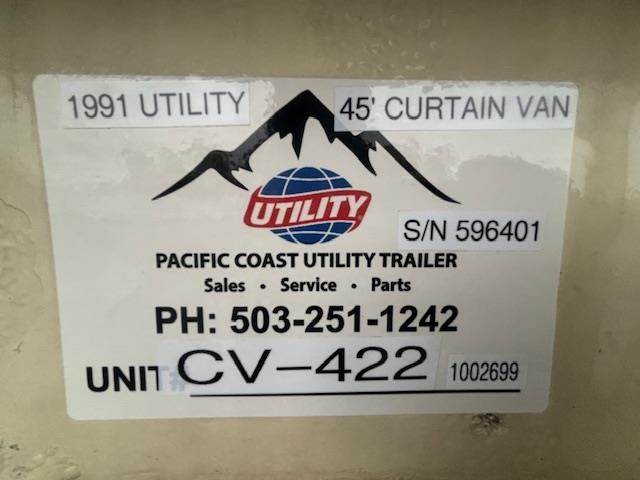 1991 UTILITY
45' CURTAIN VAN
UTILITY
S/N 596401
PACIFIC COAST UTILITY TRAILER
Sales • Service • Parts
PH: 503-251-1242
UNIT# CV-422 1002699